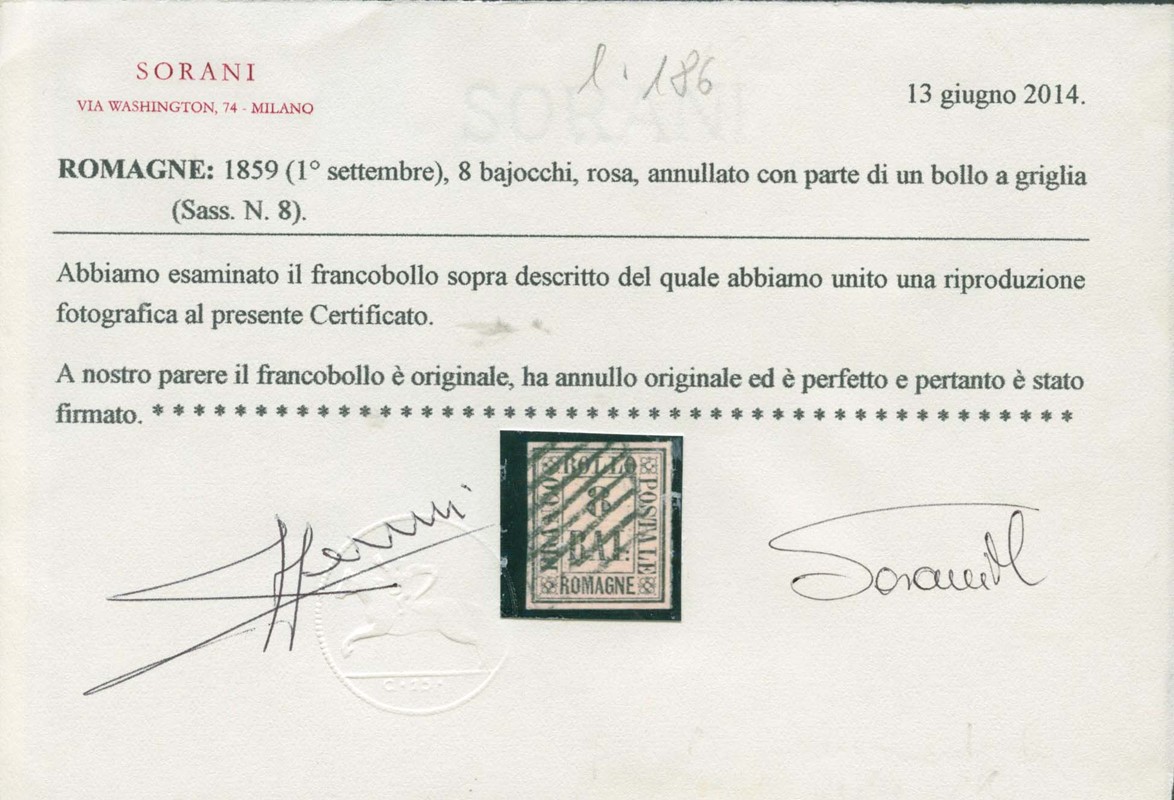 SORANI
VIA WASHINGTON, 74 - MILANO
l. 186
13 giugno 2014.
ROMAGNE: 1859 (1° settembre), 8 bajocchi, rosa, annullato con parte di un bollo a griglia
(Sass. N. 8).
Abbiamo esaminato il francobollo sopra descritto del quale abbiamo unito una riproduzione
fotografica al presente Certificato.
A nostro parere il francobollo è originale, ha annullo originale ed è perfetto e pertanto è stato
firmato. * * * * * * * * * * * * * * * * * * * * * * * * * * * * * * * * * * * * * * * * * * * * *
FRANCO
BOLLO
POSTALE
8
BAI:
ROMAGNE